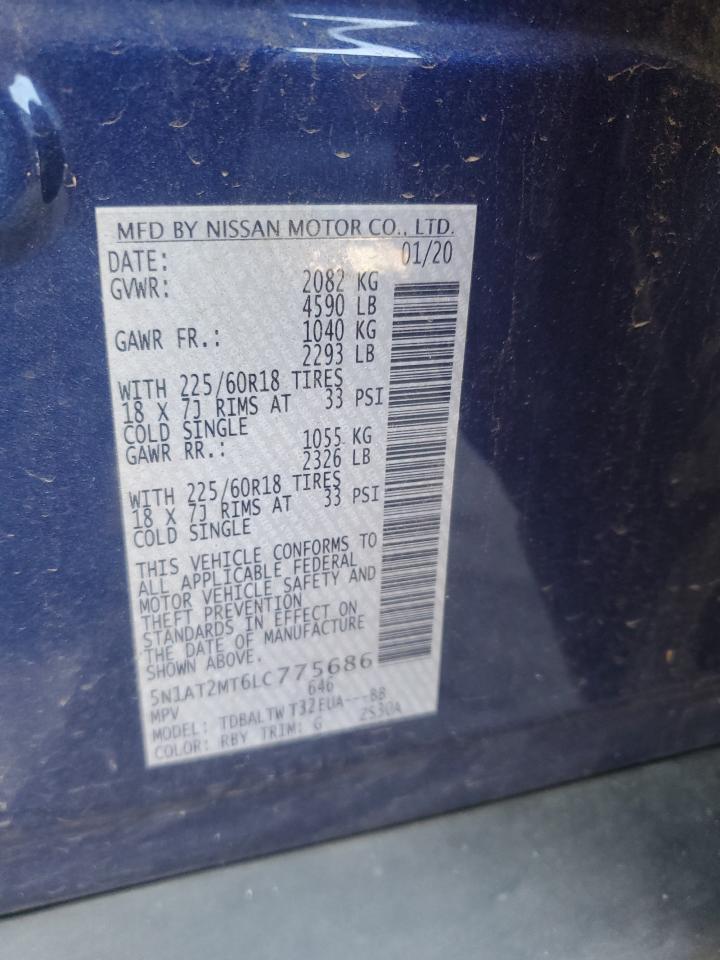 MFD BY NISSAN MOTOR CO., LTD.
DATE: 01/20
GVWR: 2082 KG
4590 LB
GAWR FR.: 1040 KG
2293 LB
WITH 225/60R18 TIRES
18 X 7J RIMS AT 33 PSI
COLD SINGLE
GAWR RR.: 1055 KG
2326 LB
WITH 225/60R18 TIRES
18 X 7J RIMS AT 33 PSI
COLD SINGLE
THIS VEHICLE CONFORMS TO
ALL APPLICABLE FEDERAL
MOTOR VEHICLE SAFETY AND
THEFT PREVENTION
STANDARDS IN EFFECT ON
THE DATE OF MANUFACTURE
SHOWN ABOVE.
5N1AT2MT6LC775686
MPV 646
MODEL: TDBALTW T32EUA---BB
COLOR: RBY TRIM: G 2S30A